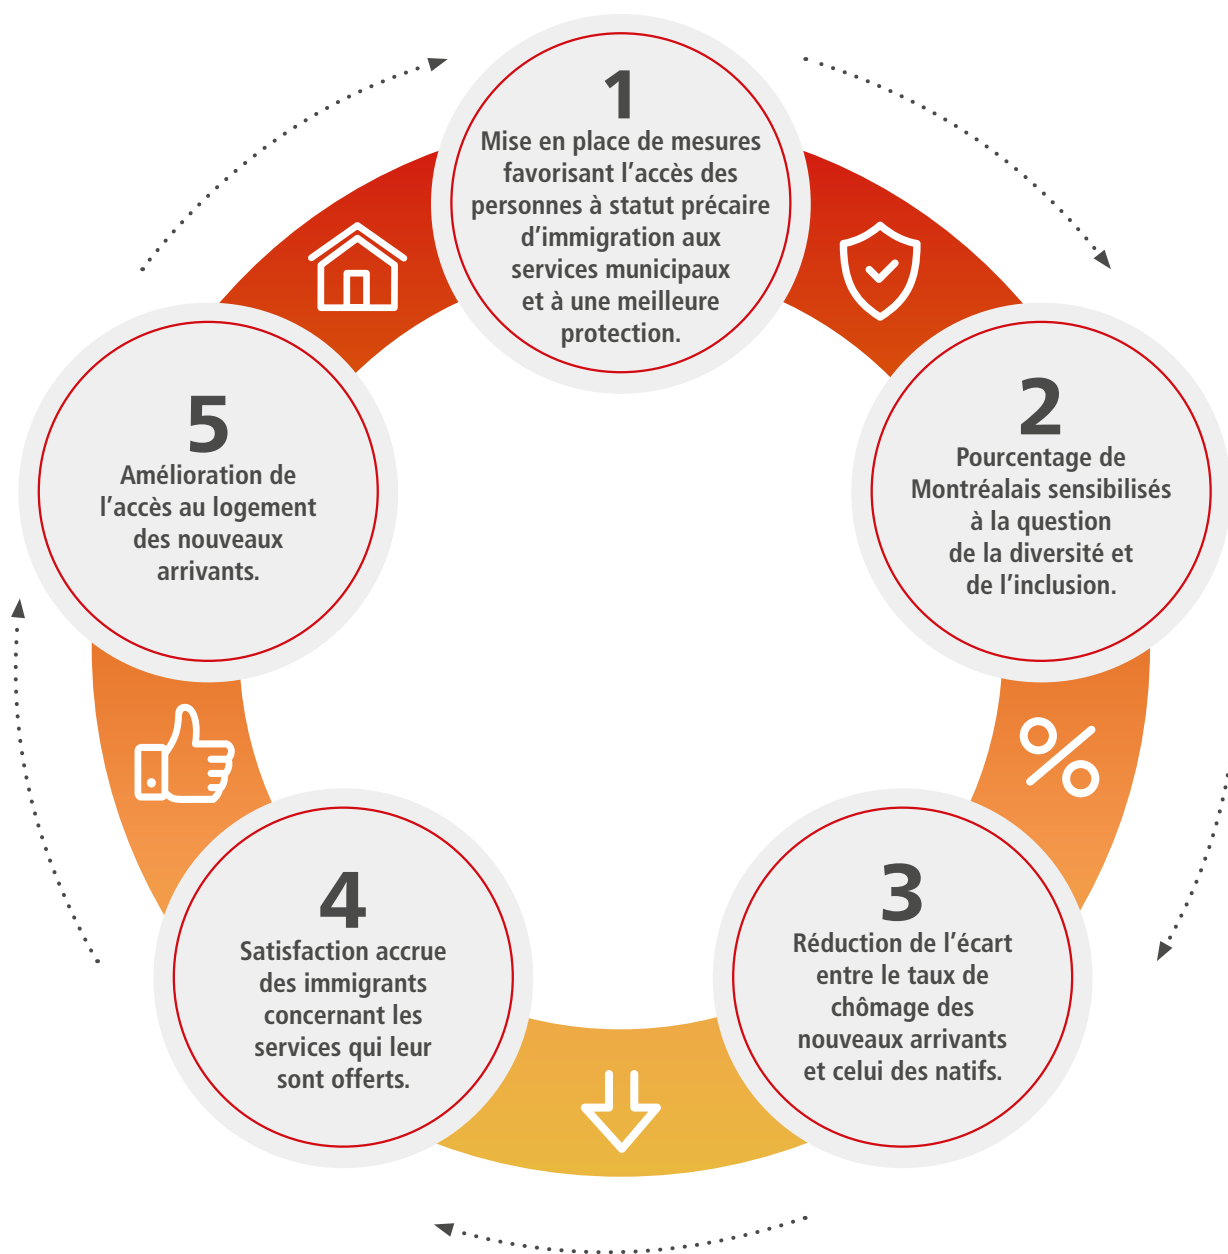 1
Mise en place de mesures
favorisant l’accès des
personnes à statut précaire
d’immigration aux
services municipaux
et à une meilleure
protection.
2
Pourcentage de
Montréalais sensibilisés
à la question
de la diversité et
de l’inclusion.
3
Réduction de l’écart
entre le taux de
chômage des
nouveaux arrivants
et celui des natifs.
4
Satisfaction accrue
des immigrants
concernant les
services qui leur
sont offerts.
5
Amélioration de
l’accès au logement
des nouveaux
arrivants.